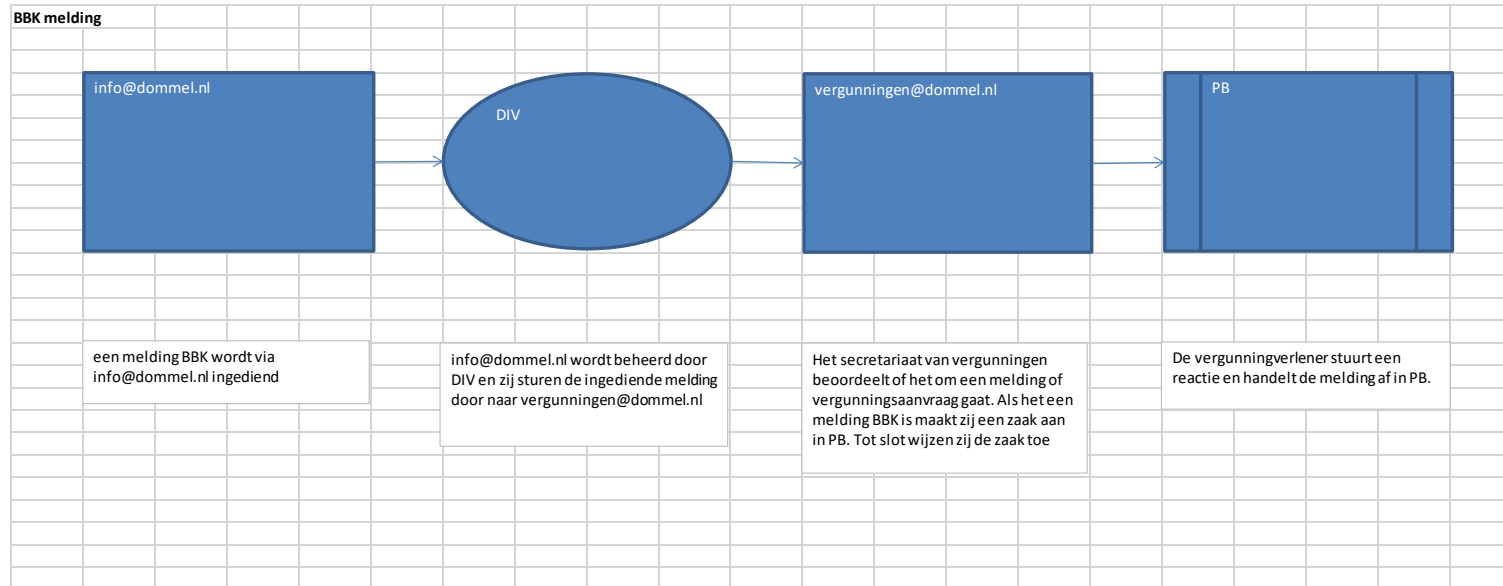 BBK melding
info@dommel.nl
DIV
vergunningen@dommel.nl
PB
een melding BBK wordt via
info@dommel.nl ingediend
info@dommel.nl wordt beheerd door
DIV en zij sturen de ingediende melding
door naar vergunningen@dommel.nl
Het secretariaat van vergunningen
beoordeelt of het om een melding of
vergunningsaanvraag gaat. Als het een
melding BBK is maakt zij een zaak aan
in PB. Tot slot wijzen zij de zaak toe
De vergunningverlener stuurt een
reactie en handelt de melding af in PB.